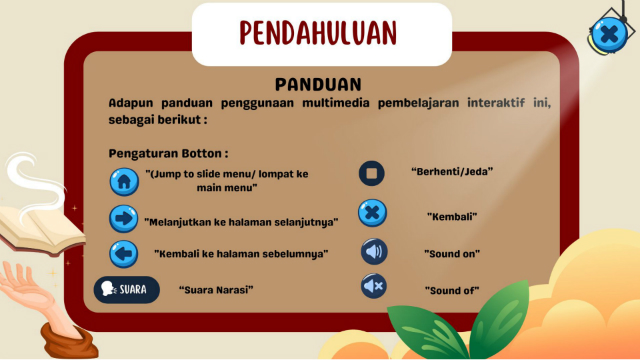 PENDAHULUAN
PANDUAN
Adapun panduan penggunaan multimedia pembelajaran interaktif ini,
sebagai berikut :
Pengaturan Botton :
"(Jump to slide menu/ lompat ke
main menu"
"Melanjutkan ke halaman selanjutnya"
"Kembali ke halaman sebelumnya"
SUARA
"Suara Narasi"
"Berhenti/Jeda"
"Kembali"
"Sound on"
"Sound of"